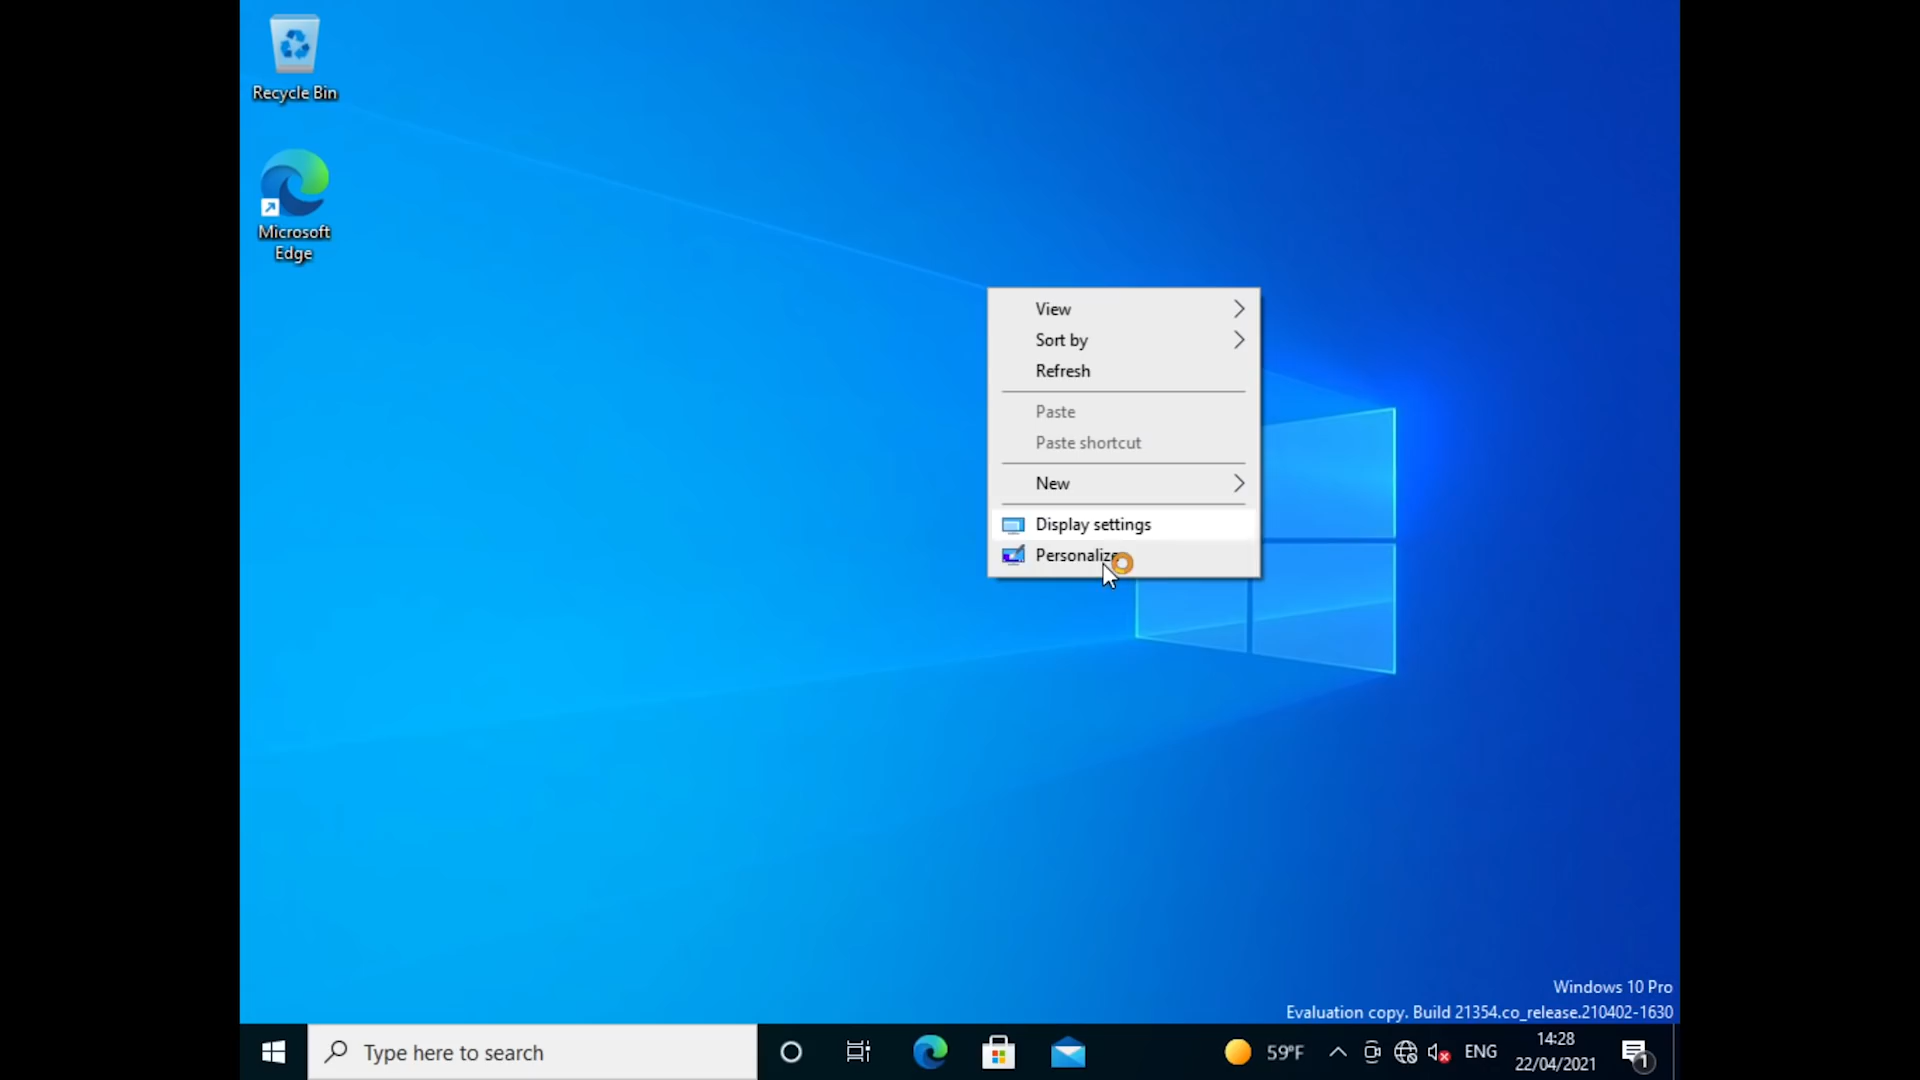 Recycle Bin
Microsoft
Edge
View
Sort by
Refresh
Paste
Paste shortcut
New
Display settings
Personalize
Windows 10 Pro
Evaluation copy. Build 21354.co_release.210402-1630
Type here to search
59°F
ENG
14:28
22/04/2021
1